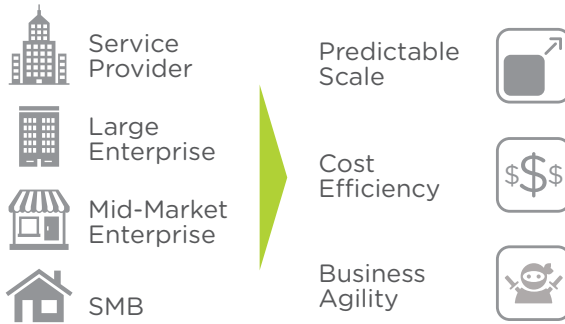 Service
Provider
Large
Enterprise
Mid-Market
Enterprise
SMB
Predictable
Scale
Cost
Efficiency
$$$
Business
Agility